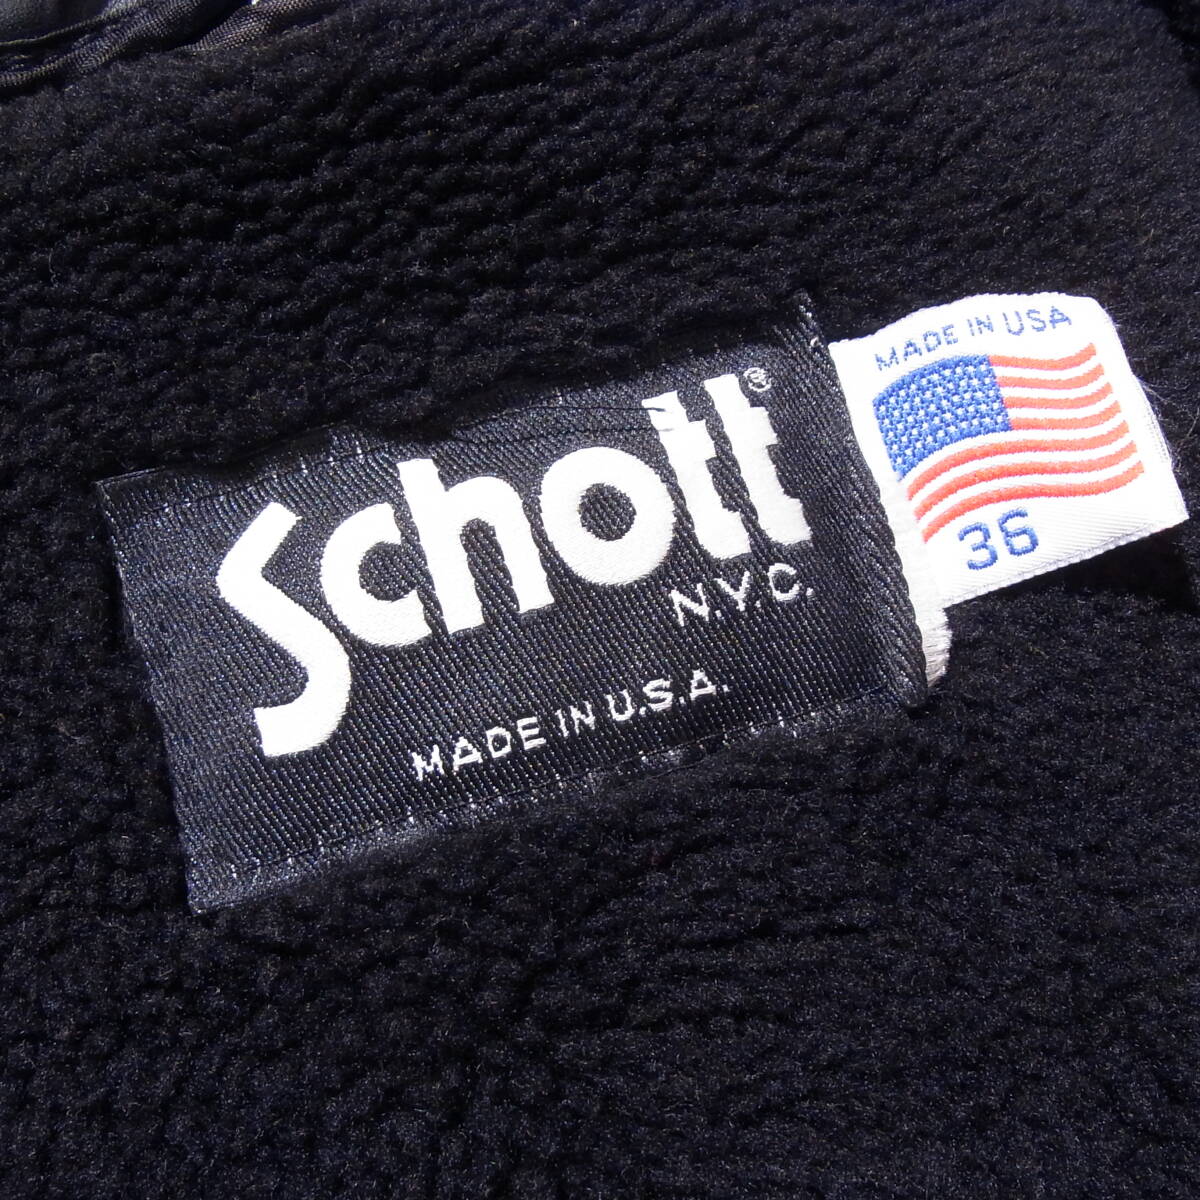 Schott®
N.Y.C.
MADE IN U.S.A.
MADE IN USA
36